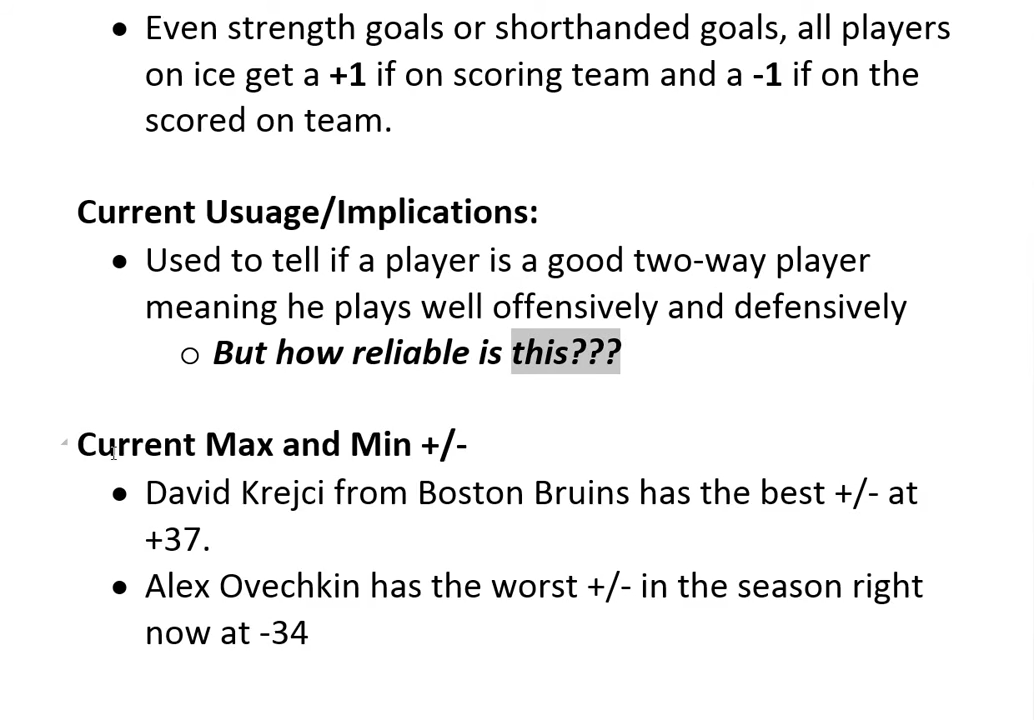 ● Even strength goals or shorthanded goals, all players
on ice get a +1 if on scoring team and a -1 if on the
scored on team.
Current Usuage/Implications:
● Used to tell if a player is a good two-way player
meaning he plays well offensively and defensively
○ But how reliable is this???
Current Max and Min +/-
● David Krejci from Boston Bruins has the best +/- at
+37.
● Alex Ovechkin has the worst +/- in the season right
now at -34